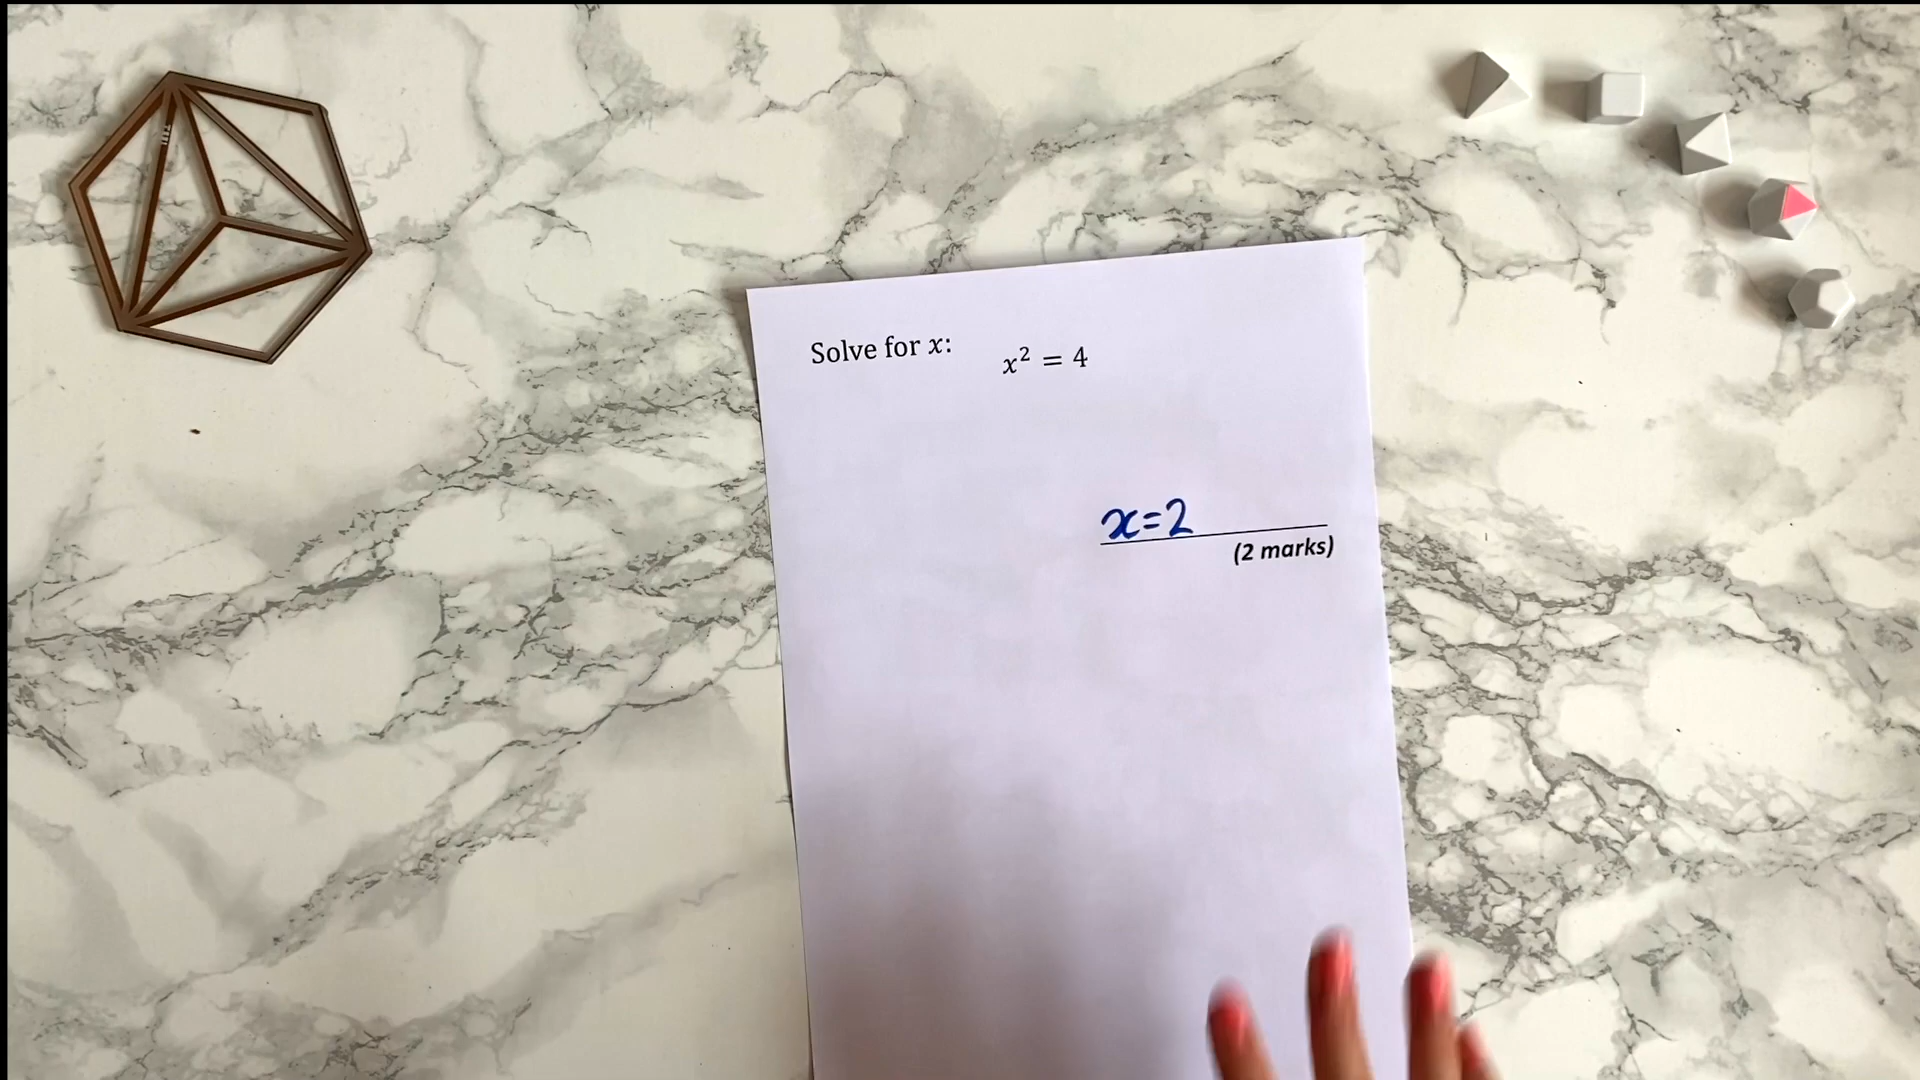 Solve for x:
x² = 4
x=2
(2 marks)